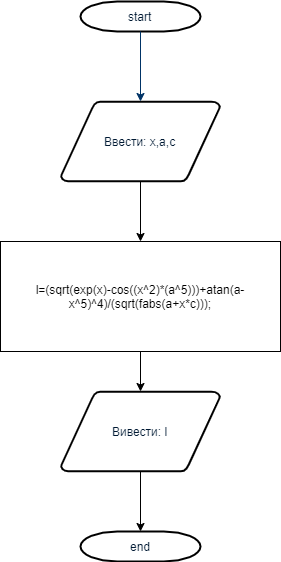 start
Ввести: x,a,c
I=(sqrt(exp(x)-cos((x^2)*(a^5)))+atan(a-
x^5)^4)/(sqrt(fabs(a+x*c)));
Вивести: I
end